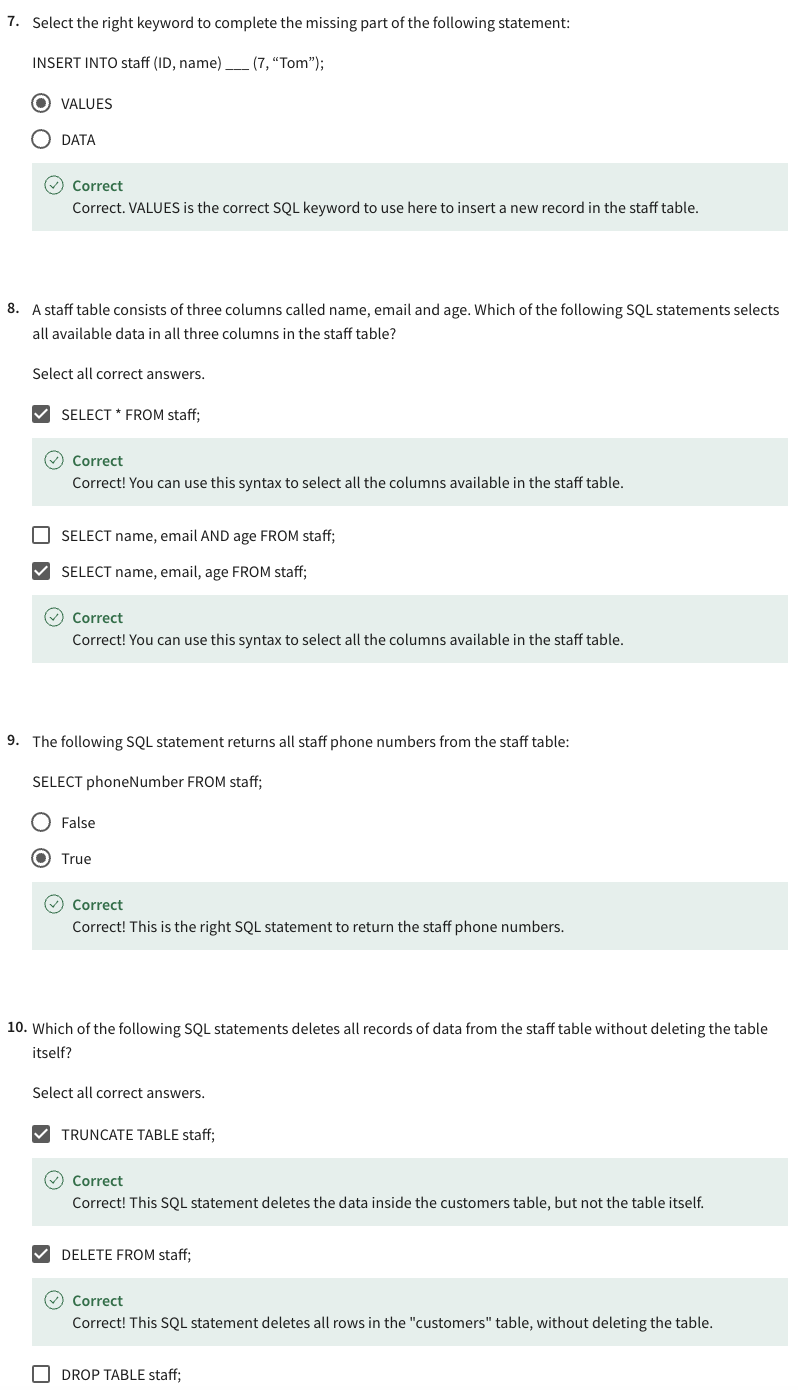 7. Select the right keyword to complete the missing part of the following statement:
INSERT INTO staff (ID, name) ___ (7, “Tom”);
VALUES
DATA
Correct
Correct. VALUES is the correct SQL keyword to use here to insert a new record in the staff table.
8. A staff table consists of three columns called name, email and age. Which of the following SQL statements selects
all available data in all three columns in the staff table?
Select all correct answers.
SELECT * FROM staff;
Correct
Correct! You can use this syntax to select all the columns available in the staff table.
SELECT name, email AND age FROM staff;
SELECT name, email, age FROM staff;
Correct
Correct! You can use this syntax to select all the columns available in the staff table.
9. The following SQL statement returns all staff phone numbers from the staff table:
SELECT phoneNumber FROM staff;
False
True
Correct
Correct! This is the right SQL statement to return the staff phone numbers.
10. Which of the following SQL statements deletes all records of data from the staff table without deleting the table
itself?
Select all correct answers.
TRUNCATE TABLE staff;
Correct
Correct! This SQL statement deletes the data inside the customers table, but not the table itself.
DELETE FROM staff;
Correct
Correct! This SQL statement deletes all rows in the "customers" table, without deleting the table.
DROP TABLE staff;